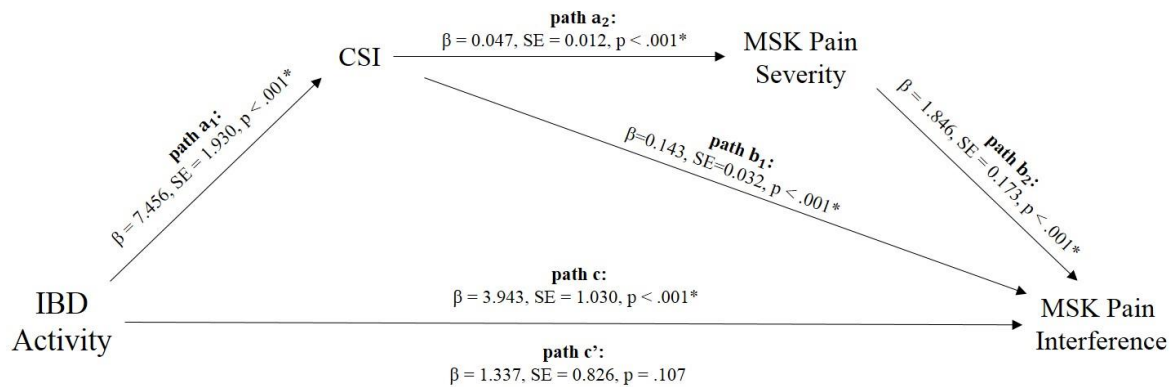 path a₂:
β = 0.047, SE = 0.012, p < .001*
CSI
MSK Pain
Severity
path a₁:
β = 7.456, SE = 1.930, p < .001*
path b₁:
β=0.143, SE=0.032, p < .001*
path b₂:
β = 1.846, SE = 0.173, p < .001*
IBD
Activity
path c:
β = 3.943, SE = 1.030, p < .001*
MSK Pain
Interference
path c’:
β = 1.337, SE = 0.826, p = .107